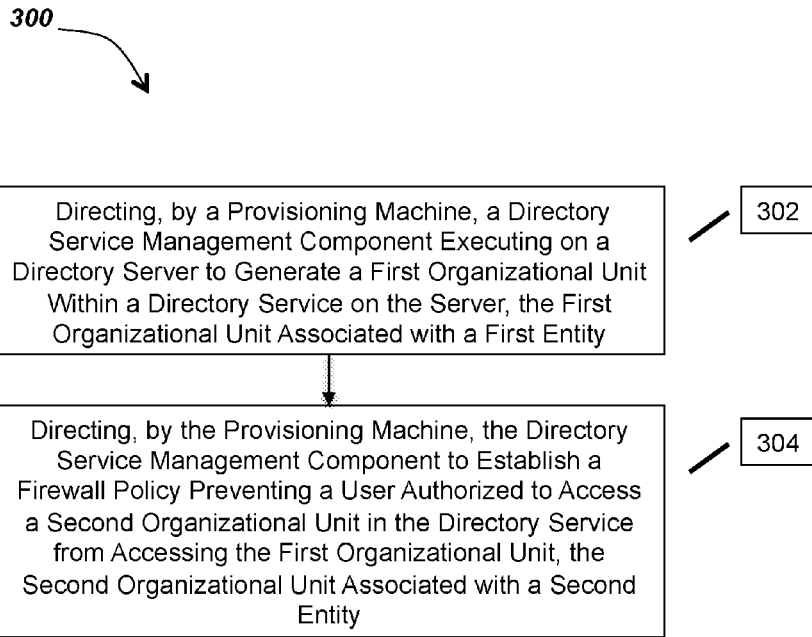 300
Directing, by a Provisioning Machine, a Directory
Service Management Component Executing on a
Directory Server to Generate a First Organizational Unit
Within a Directory Service on the Server, the First
Organizational Unit Associated with a First Entity
302
Directing, by the Provisioning Machine, the Directory
Service Management Component to Establish a
Firewall Policy Preventing a User Authorized to Access
a Second Organizational Unit in the Directory Service
from Accessing the First Organizational Unit, the
Second Organizational Unit Associated with a Second
Entity
304